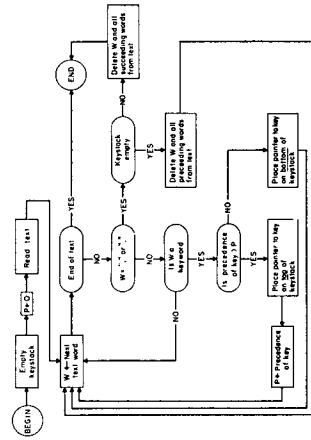 BEGIN
Empty
keystack
P←0
Read text
W ← Next
text word
End of text
YES
END
NO
W = "," or "."
YES
Keystack
empty
NO
Delete W and all
succeeding words
from text
YES
Delete W and all
preceeding words
from text
NO
Is W a
keyword
NO
YES
Is precedence
of key > P
NO
Place pointer to key
on bottom of
keystack
YES
Place pointer to key
on top of
keystack
P← Precedence
of key